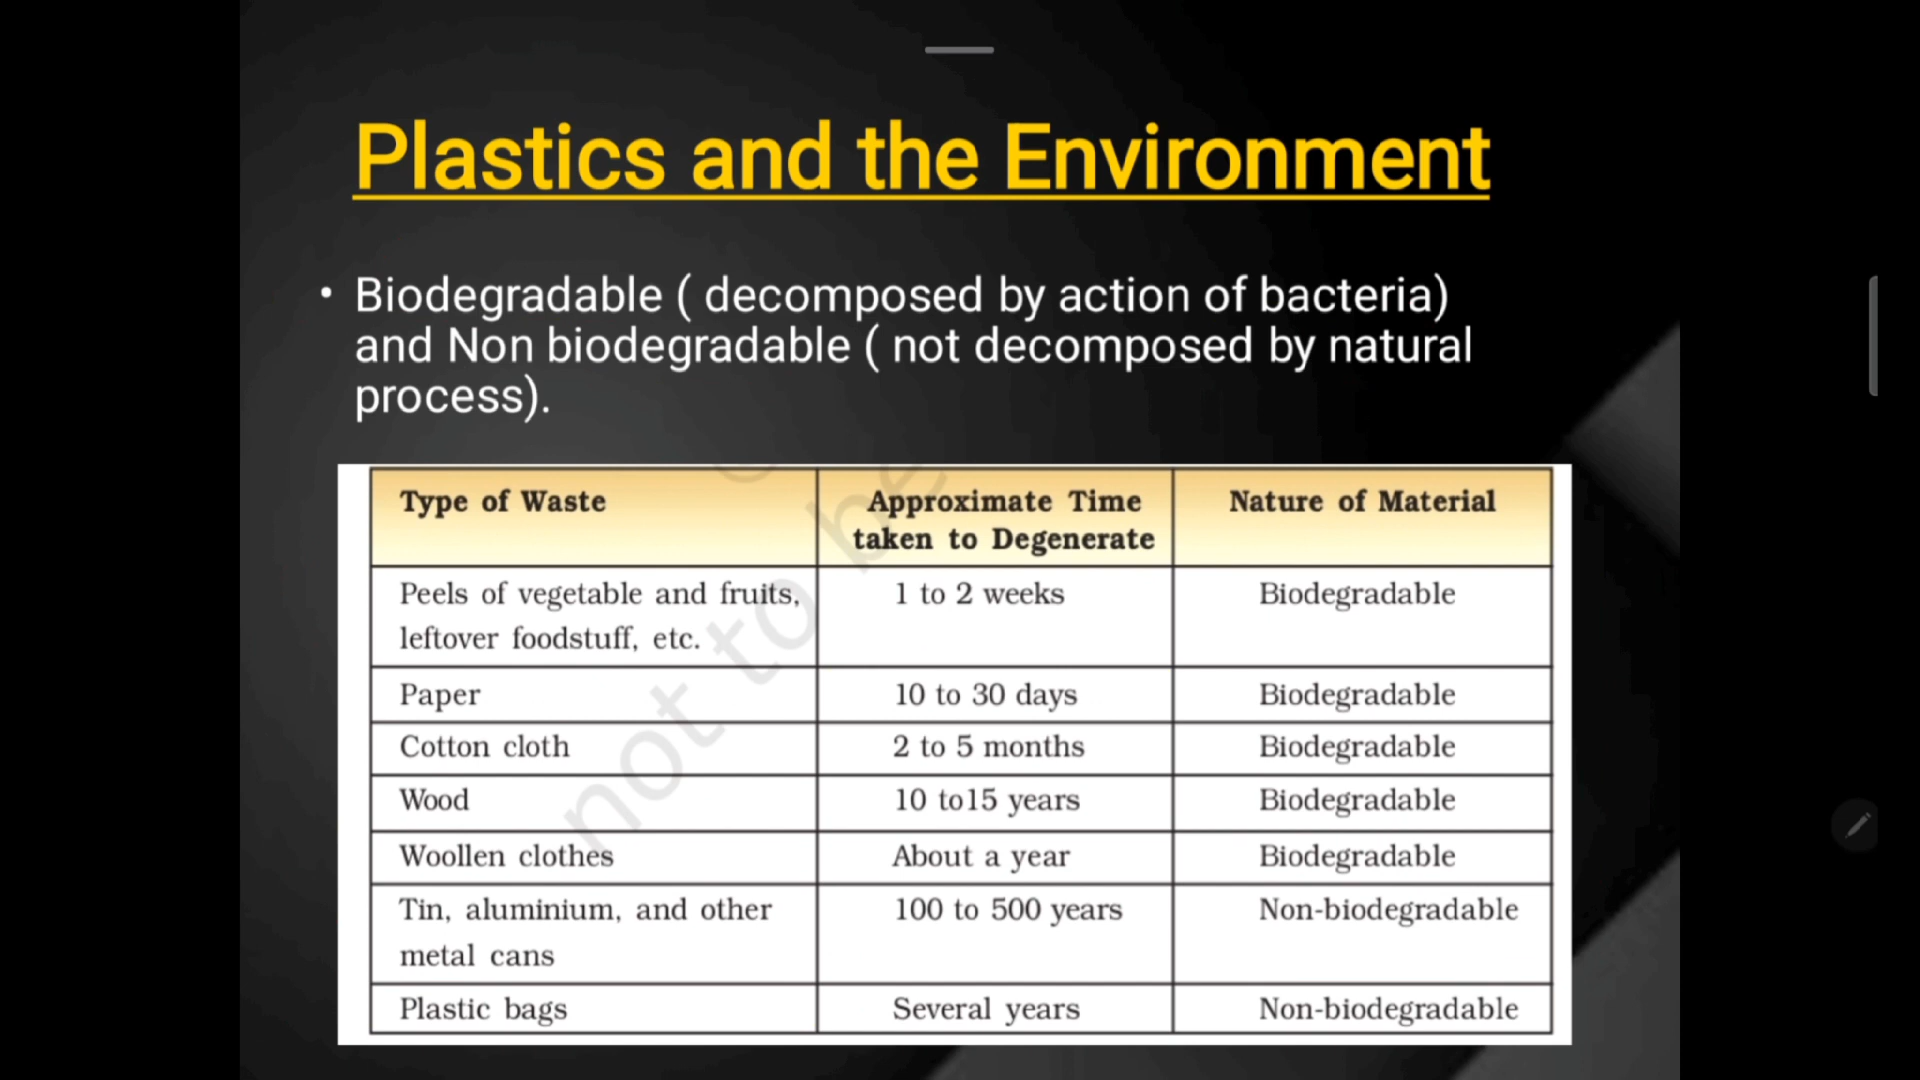 Plastics and the Environment
• Biodegradable ( decomposed by action of bacteria)
and Non biodegradable ( not decomposed by natural
process).
Type of Waste Approximate Time Nature of Material
taken to Degenerate
Peels of vegetable and fruits, 1 to 2 weeks Biodegradable
leftover foodstuff, etc.
Paper 10 to 30 days Biodegradable
Cotton cloth 2 to 5 months Biodegradable
Wood 10 to15 years Biodegradable
Woollen clothes About a year Biodegradable
Tin, aluminium, and other 100 to 500 years Non-biodegradable
metal cans
Plastic bags Several years Non-biodegradable
not to be